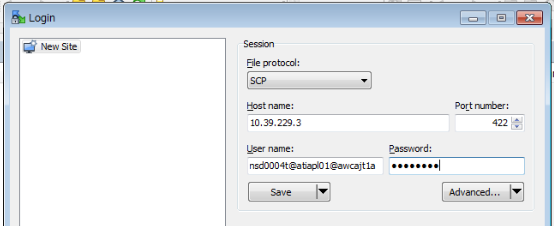 Login
New Site
Session
File protocol:
SCP
Host name:
Port number:
10.39.229.3
422
User name:
Password:
nsd0004t@atiapl01@awcajt1a
••••••••
Save
Advanced...